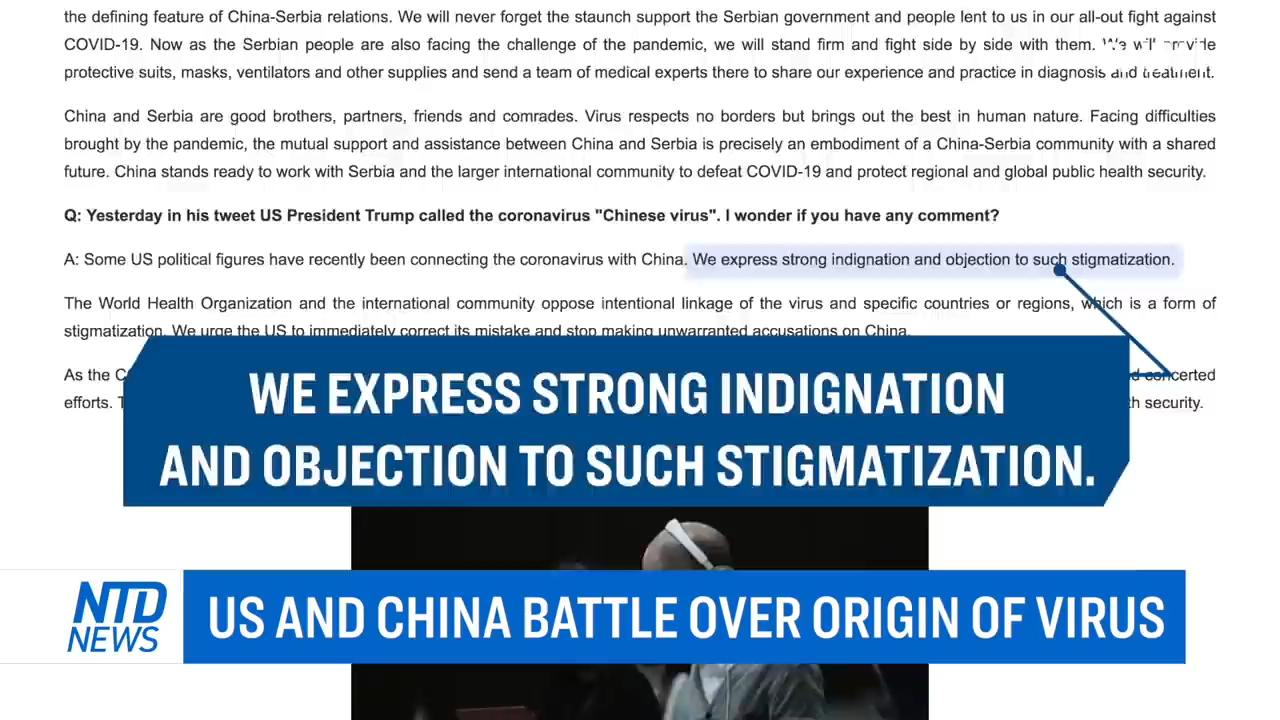 the defining feature of China-Serbia relations. We will never forget the staunch support the Serbian government and people lent to us in our all-out fight against
COVID-19. Now as the Serbian people are also facing the challenge of the pandemic, we will stand firm and fight side by side with them. We will provide
protective suits, masks, ventilators and other supplies and send a team of medical experts there to share our experience and practice in diagnosis and treatment.
China and Serbia are good brothers, partners, friends and comrades. Virus respects no borders but brings out the best in human nature. Facing difficulties
brought by the pandemic, the mutual support and assistance between China and Serbia is precisely an embodiment of a China-Serbia community with a shared
future. China stands ready to work with Serbia and the larger international community to defeat COVID-19 and protect regional and global public health security.
Q: Yesterday in his tweet US President Trump called the coronavirus "Chinese virus". I wonder if you have any comment?
A: Some US political figures have recently been connecting the coronavirus with China. We express strong indignation and objection to such stigmatization.
The World Health Organization and the international community oppose intentional linkage of the virus and specific countries or regions, which is a form of
stigmatization. We urge the US to immediately correct its mistake and stop making unwarranted accusations on China.
As the concerted
efforts. security.
WE EXPRESS STRONG INDIGNATION
AND OBJECTION TO SUCH STIGMATIZATION.
NTD
NEWS
US AND CHINA BATTLE OVER ORIGIN OF VIRUS